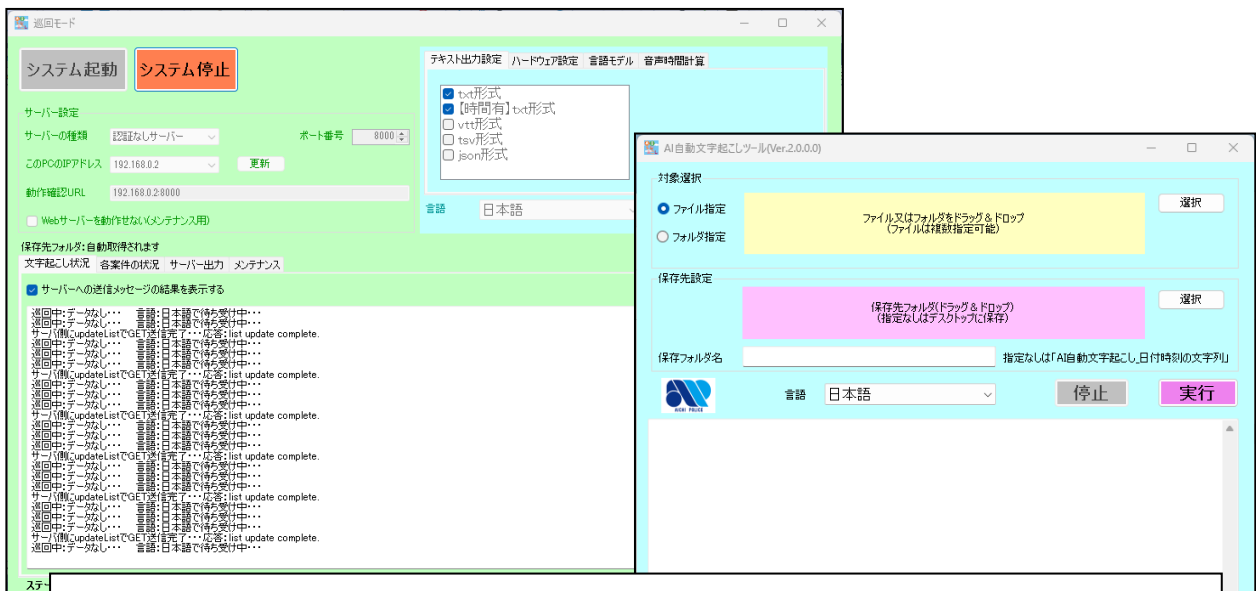 巡回モード
システム起動
システム停止
サーバー設定
サーバーの種類
認証なしサーバー
ポート番号
8000
このPCのIPアドレス
192.168.0.2
更新
動作確認URL
192.168.0.2:8000
Webサーバーを動作せない(メンテナンス用)
テキスト出力設定
ハードウェア設定
言語モデル
音声時間計算
txt形式
【時間有】txt形式
vtt形式
tsv形式
json形式
言語
日本語
保存先フォルダ:自動取得されます
文字起こし状況
各案件の状況
サーバー出力
メンテナンス
サーバーへの送信メッセージの結果を表示する
巡回中:データなし・・・ 言語:日本語で待ち受け中・・・
巡回中:データなし・・・ 言語:日本語で待ち受け中・・・
サーバ側にupdateListでGET送信完了・・・応答:list update complete.
巡回中:データなし・・・ 言語:日本語で待ち受け中・・・
巡回中:データなし・・・ 言語:日本語で待ち受け中・・・
巡回中:データなし・・・ 言語:日本語で待ち受け中・・・
サーバ側にupdateListでGET送信完了・・・応答:list update complete.
巡回中:データなし・・・ 言語:日本語で待ち受け中・・・
巡回中:データなし・・・ 言語:日本語で待ち受け中・・・
巡回中:データなし・・・ 言語:日本語で待ち受け中・・・
サーバ側にupdateListでGET送信完了・・・応答:list update complete.
巡回中:データなし・・・ 言語:日本語で待ち受け中・・・
巡回中:データなし・・・ 言語:日本語で待ち受け中・・・
巡回中:データなし・・・ 言語:日本語で待ち受け中・・・
サーバ側にupdateListでGET送信完了・・・応答:list update complete.
巡回中:データなし・・・ 言語:日本語で待ち受け中・・・
巡回中:データなし・・・ 言語:日本語で待ち受け中・・・
巡回中:データなし・・・ 言語:日本語で待ち受け中・・・
サーバ側にupdateListでGET送信完了・・・応答:list update complete.
巡回中:データなし・・・ 言語:日本語で待ち受け中・・・
巡回中:データなし・・・ 言語:日本語で待ち受け中・・・
巡回中:データなし・・・ 言語:日本語で待ち受け中・・・
サーバ側にupdateListでGET送信完了・・・応答:list update complete.
巡回中:データなし・・・ 言語:日本語で待ち受け中・・・
ステー
AI自動文字起こしツール(Ver.2.0.0.0)
対象選択
ファイル指定
フォルダ指定
ファイル又はフォルダをドラッグ&ドロップ
(ファイルは複数指定可能)
選択
保存先設定
保存先フォルダ(ドラッグ&ドロップ)
(指定なしはデスクトップに保存)
選択
保存フォルダ名
指定なしは「AI自動文字起こし_日付時刻の文字列」
AICHI POLICE
言語
日本語
停止
実行